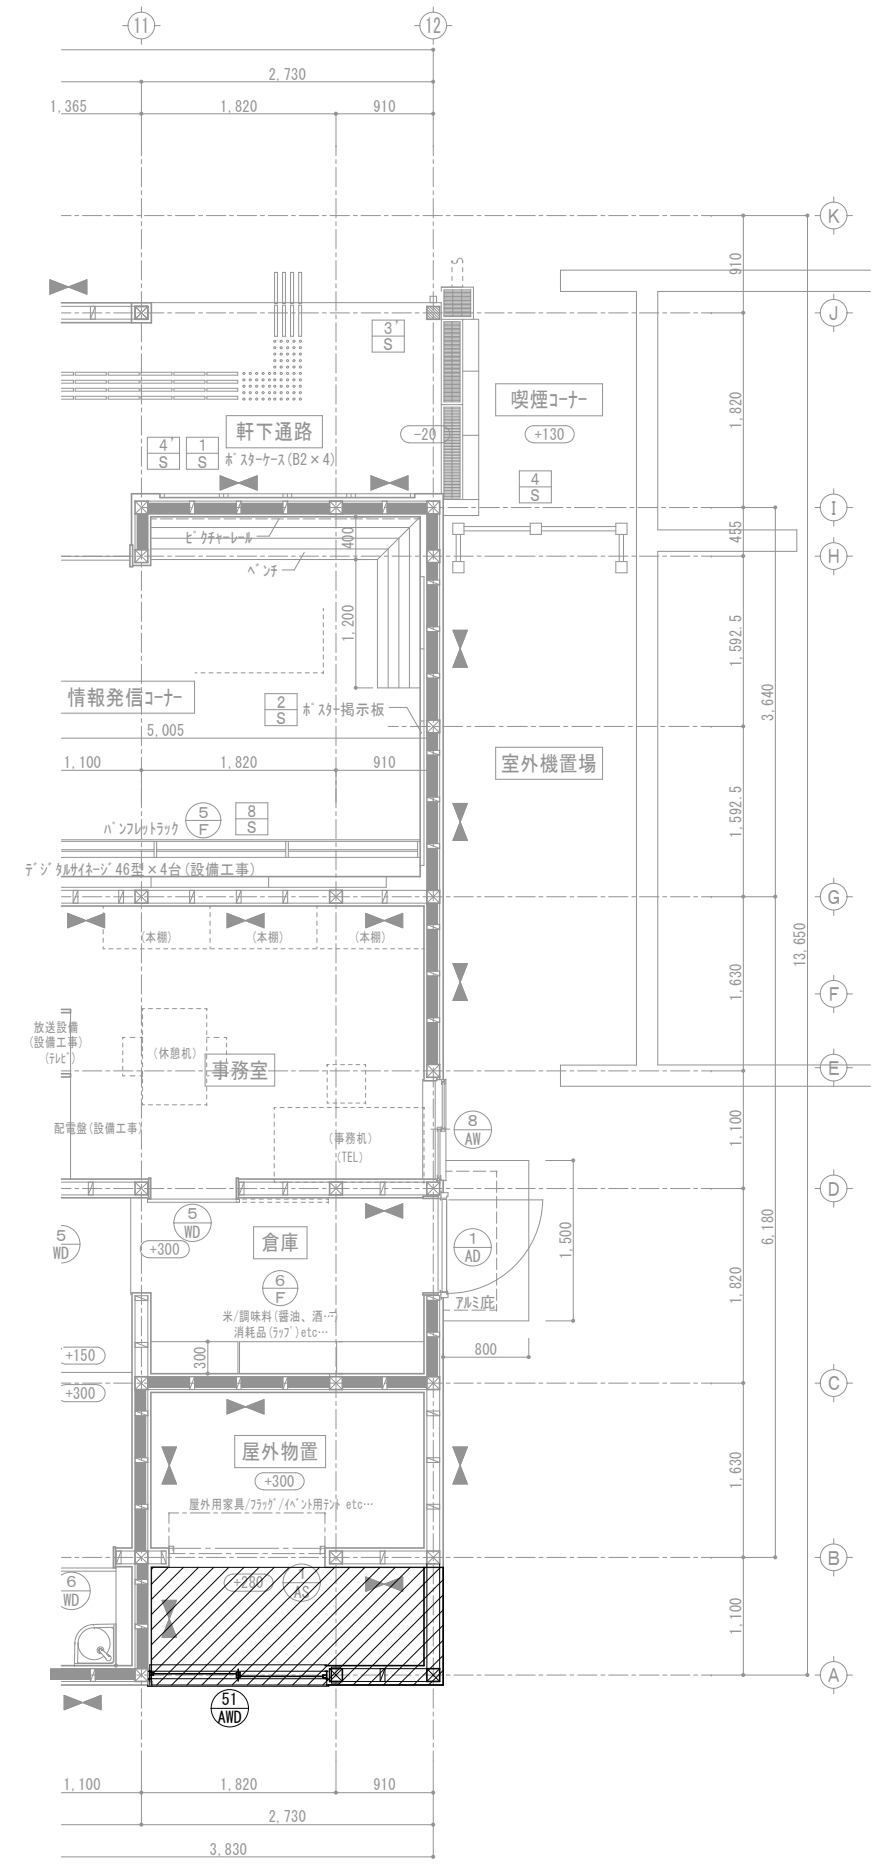 11
12
2,730
1,365
1,820
910
K
910
J
3'
S
1,820
喫煙コーナー
軒下通路
-20
+130
4'
S
1
S
ポスターケース(B2×4)
4
S
I
ピクチャーレール
400
455
H
ベンチ
1,200
1,592.5
情報発信コーナー
2
S
ポスター掲示板
3,640
5,005
1,100
1,820
910
室外機置場
5
F
8
S
パンフレットラック
1,592.5
デジタルサイネージ46型×4台(設備工事)
G
(本棚)
(本棚)
(本棚)
13,650
1,630
F
放送設備
(設備工事)
(テレビ)
(休憩机)
事務室
E
配電盤(設備工事)
(事務机)
(TEL)
8
AW
1,100
D
5
WD
5
WD
+300
倉庫
1
AD
1,500
6,180
6
F
1,820
米/調味料(醤油、酒…)
消耗品(ラップ)etc…
アルミ庇
+150
300
800
+300
C
屋外物置
+300
1,630
屋外用家具/フラッグ/イベント用テント etc…
B
6
WD
+280
1
AS
1,100
A
51
AWD
1,100
1,820
910
2,730
3,830